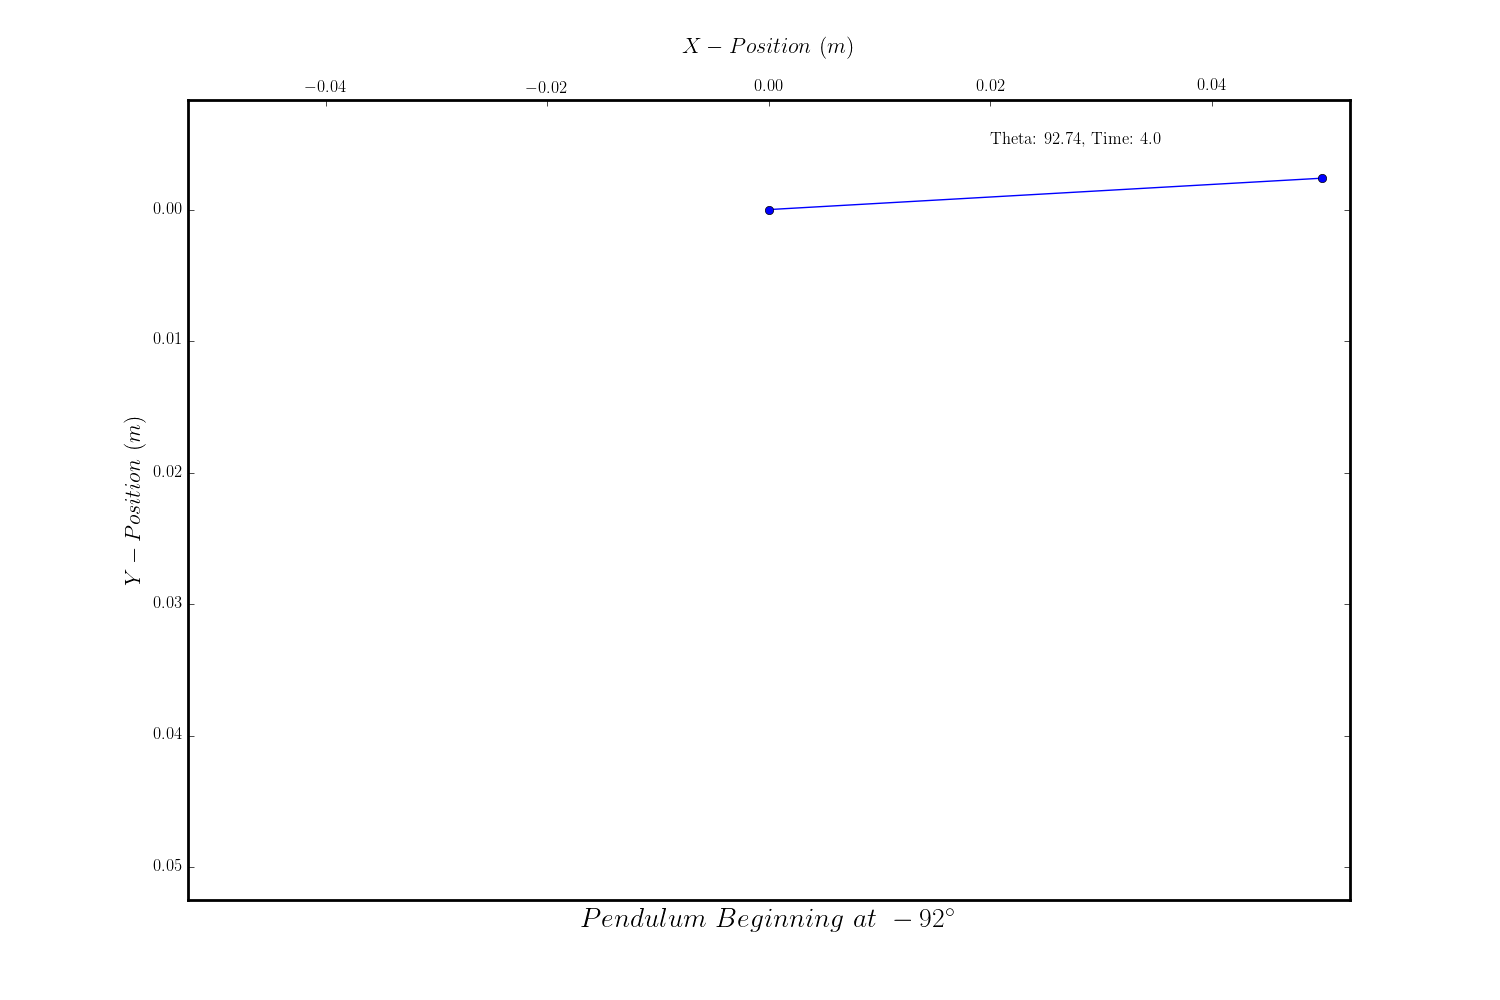 X − Position (m)
−0.04 −0.02 0.00 0.02 0.04
Theta: 92.74, Time: 4.0
0.00
0.01
0.02
0.03
0.04
0.05
Y − Position (m)
Pendulum Beginning at −92°